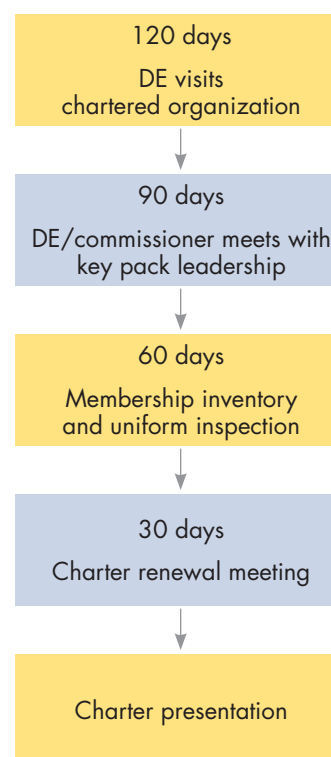 120 days
DE visits
chartered organization
90 days
DE/commissioner meets with
key pack leadership
60 days
Membership inventory
and uniform inspection
30 days
Charter renewal meeting
Charter presentation